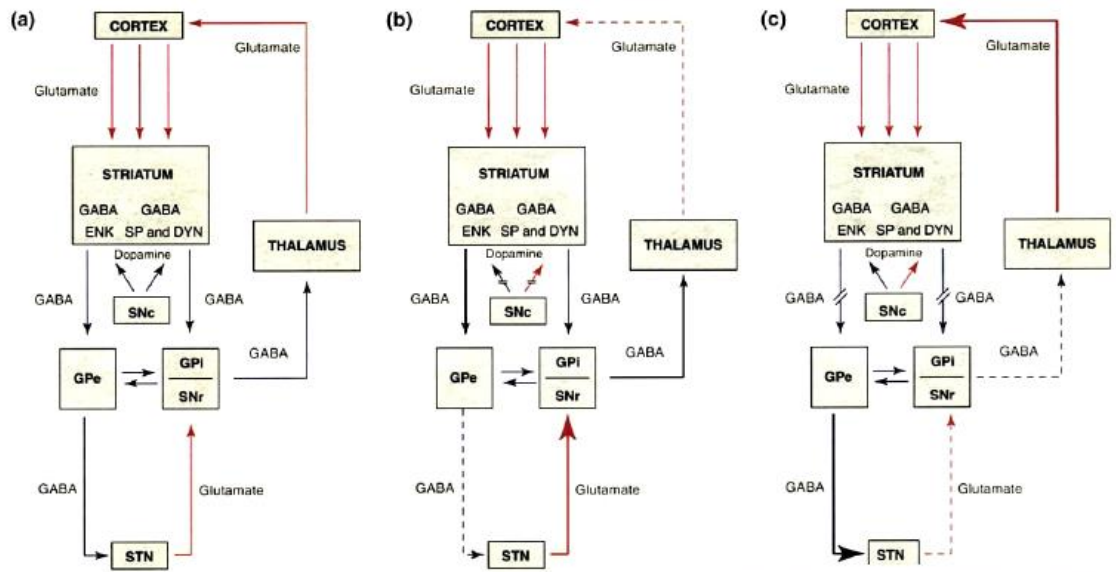 (a)
CORTEX
Glutamate
Glutamate
STRIATUM
GABA GABA
ENK SP and DYN
THALAMUS
Dopamine
GABA
SNc
GABA
GPe
GPi
SNr
GABA
GABA
Glutamate
STN
(b)
CORTEX
Glutamate
Glutamate
STRIATUM
GABA GABA
ENK SP and DYN
THALAMUS
Dopamine
GABA
SNc
GABA
GPe
GPi
SNr
GABA
GABA
Glutamate
STN
(c)
CORTEX
Glutamate
Glutamate
STRIATUM
GABA GABA
ENK SP and DYN
THALAMUS
Dopamine
GABA
SNc
GABA
GPe
GPi
SNr
GABA
GABA
Glutamate
STN